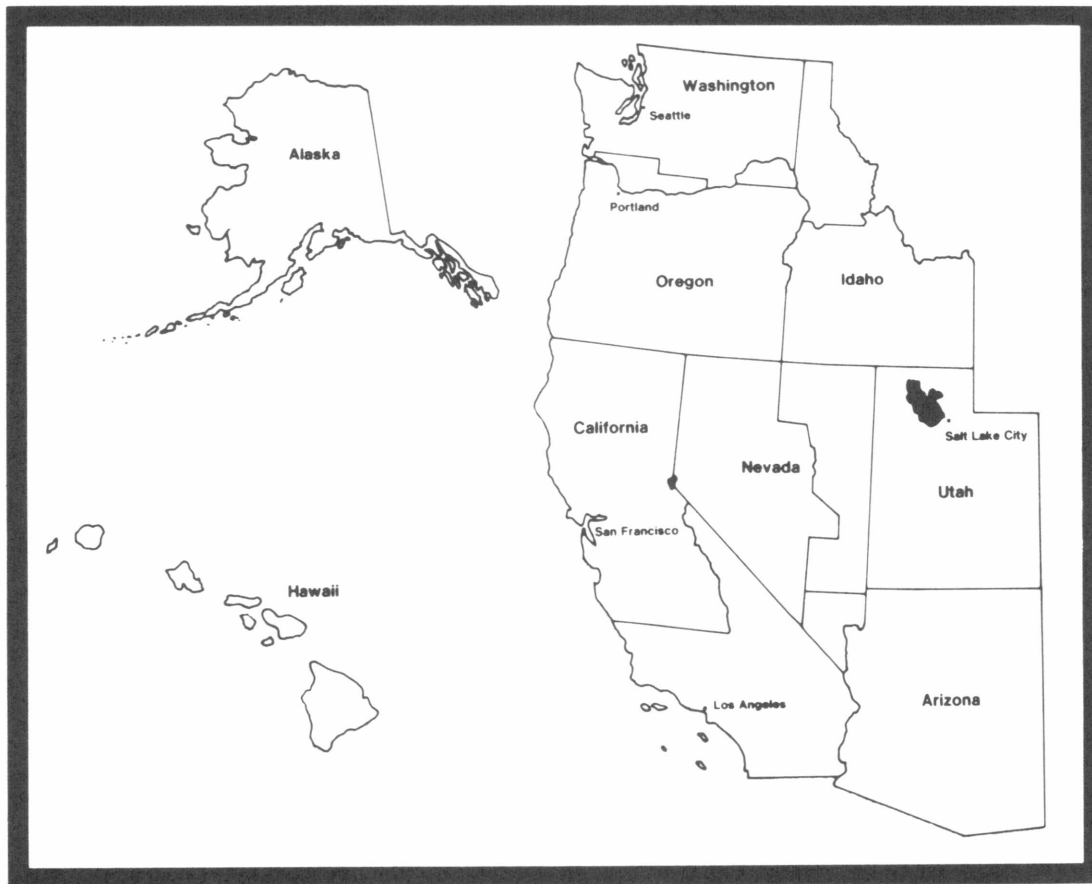 Washington
Seattle
Alaska
Portland
Oregon
Idaho
California
Salt Lake City
Nevada
Utah
San Francisco
Hawaii
Arizona
Los Angeles